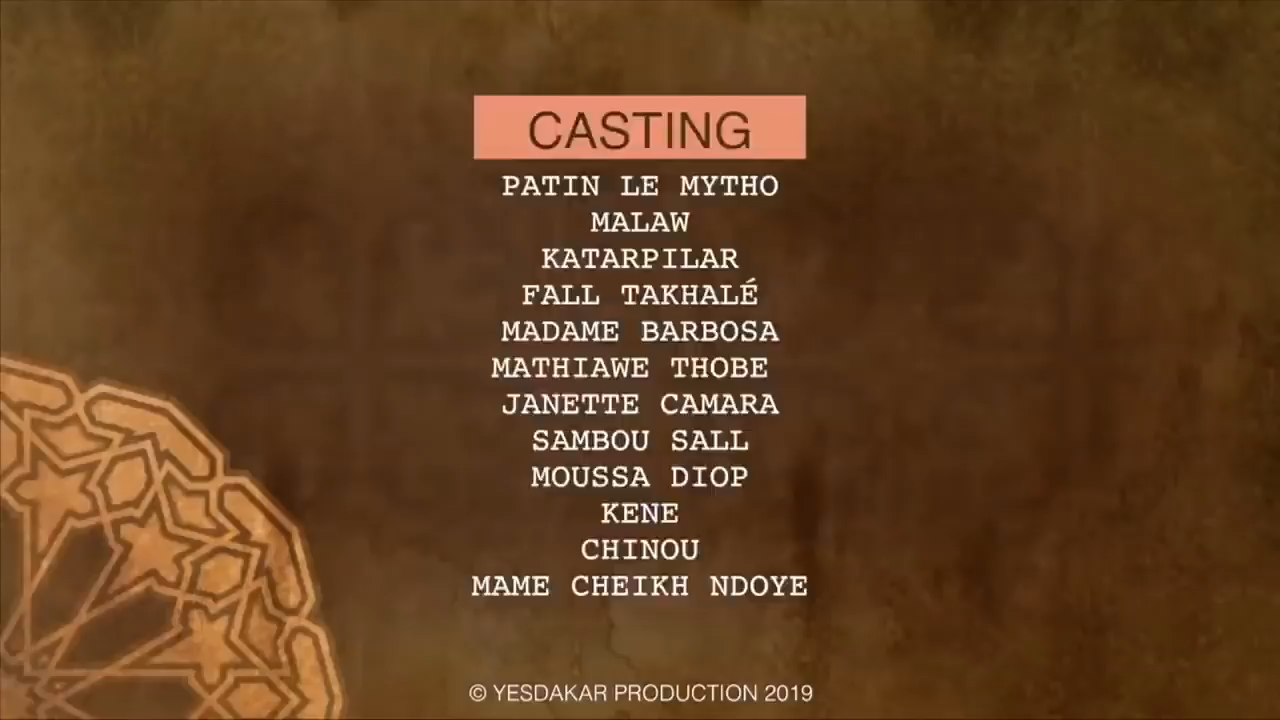 CASTING
PATIN LE MYTHO
MALAW
KATARPILAR
FALL TAKHALÉ
MADAME BARBOSA
MATHIAWE THOBE
JANETTE CAMARA
SAMBOU SALL
MOUSSA DIOP
KENE
CHINOU
MAME CHEIKH NDOYE
© YESDAKAR PRODUCTION 2019